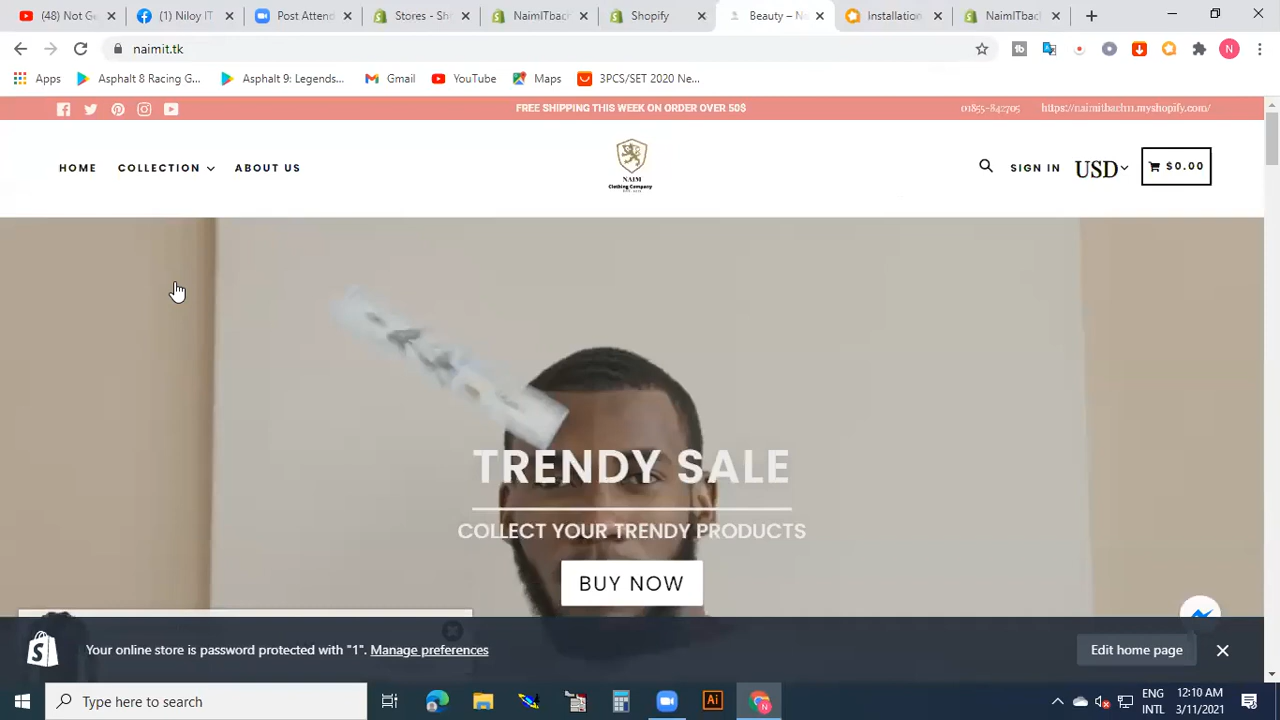 (48) Not G
(1) Niloy IT
Post Attend
Stores - Sh
NaimITbac
Shopify
Beauty – N
Installation
NaimITbac
naimit.tk
N
Apps
Asphalt 8 Racing G...
Asphalt 9: Legends...
Gmail
YouTube
Maps
3PCS/SET 2020 Ne...
FREE SHIPPING THIS WEEK ON ORDER OVER 50$
01855-842705
https://naimitbach11.myshopify.com/
HOME
COLLECTION
ABOUT US
NAIM
Clothing Company
SIGN IN
USD
$0.00
TRENDY SALE
COLLECT YOUR TRENDY PRODUCTS
BUY NOW
Your online store is password protected with "1". Manage preferences
Edit home page
Type here to search
Ai
ENG
INTL
12:10 AM
3/11/2021